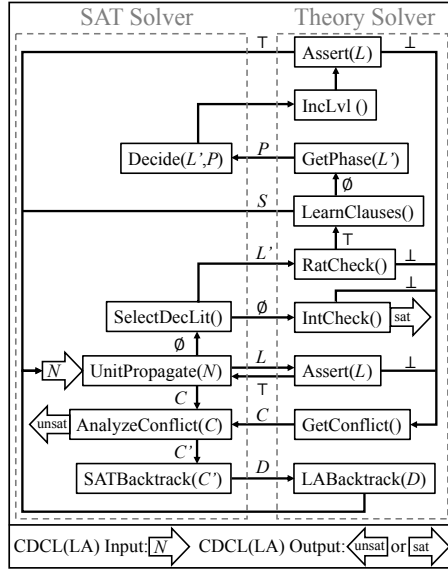 SAT Solver Theory Solver
⊤ Assert(L) ⊥
IncLvl ()
Decide(L',P) P GetPhase(L')
∅
S LearnClauses()
⊤
L' RatCheck() ⊥
⊥
SelectDecLit() ∅ IntCheck() sat
∅
N UnitPropagate(N) L Assert(L) ⊥
⊤
C
unsat AnalyzeConflict(C) C GetConflict()
C'
SATBacktrack(C') D LABacktrack(D)
CDCL(LA) Input: N CDCL(LA) Output: unsat or sat